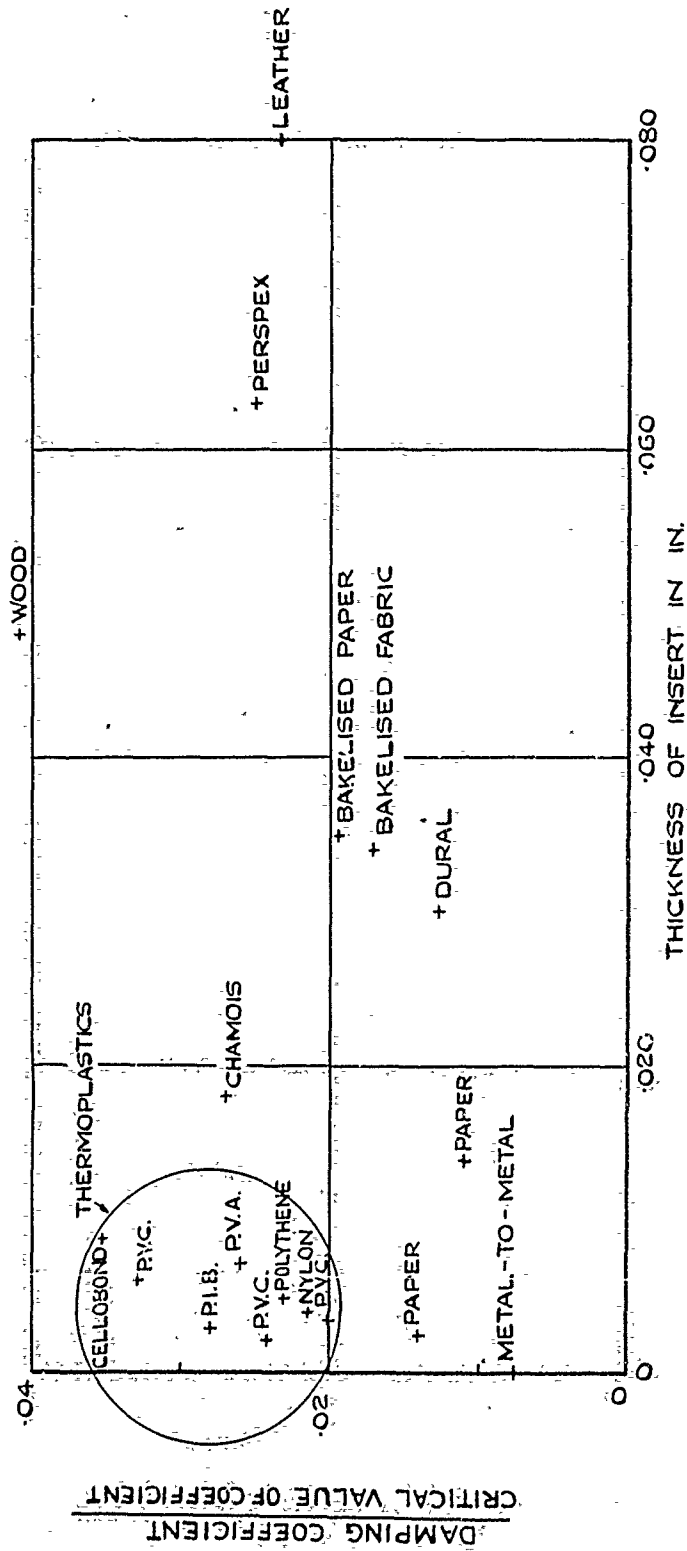 DAMPING COEFFICIENT
CRITICAL VALUE OF COEFFICIENT
.04
.02
0
+ WOOD
THERMOPLASTICS
CELLOBOND+
+P.V.C.
+P.I.B.
+P.V.A.
+P.V.C.
+POLYTHENE
+NYLON
P.V.C.
+CHAMOIS
+PERSPEX
+LEATHER
+BAKELISED PAPER
+ BAKELISED FABRIC
+DURAL
+PAPER
+PAPER
METAL-TO-METAL
0
.020
.040
.060
.080
THICKNESS OF INSERT IN IN.